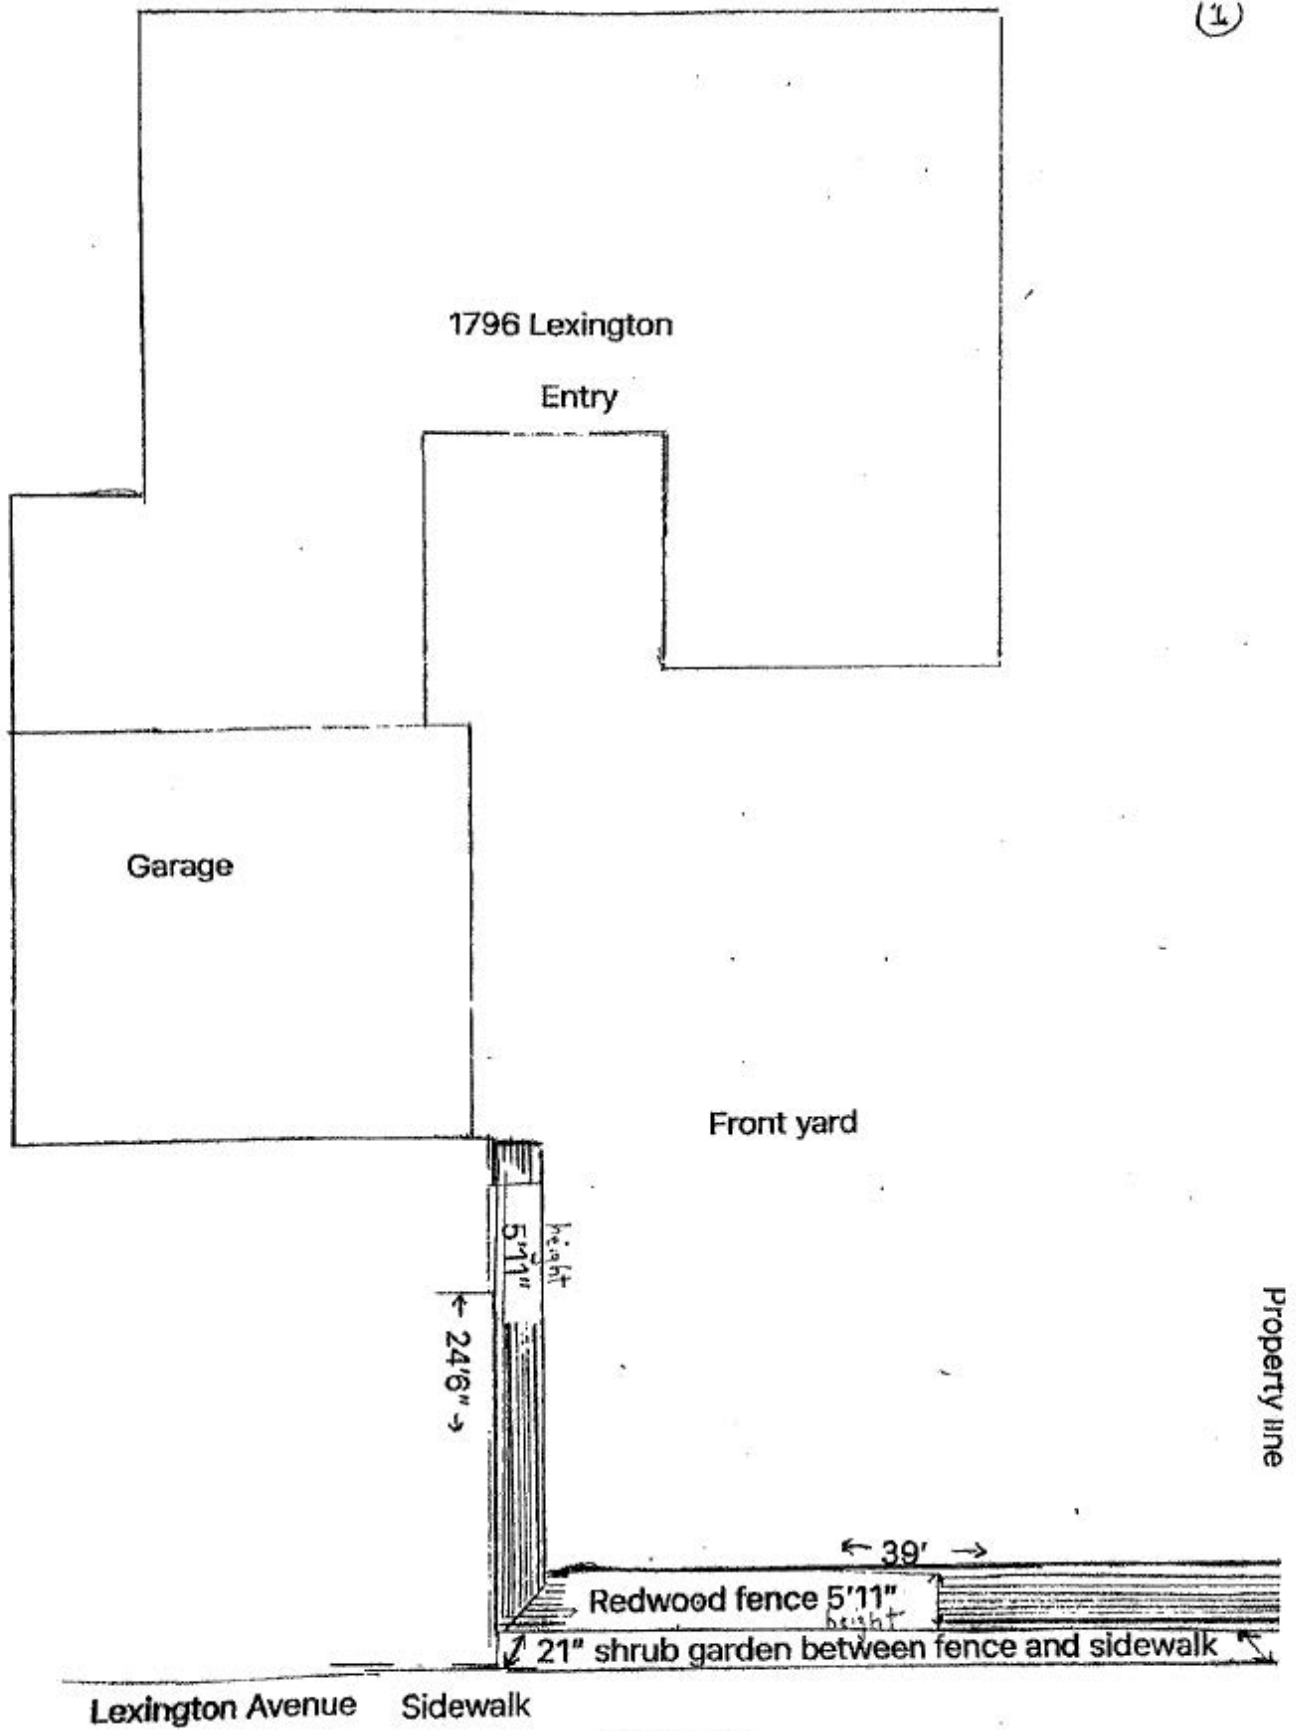 (1)
1796 Lexington
Entry
Garage
Front yard
height
5'11"
← 24'6" →
Property line
← 39' →
Redwood fence 5'11"
height
21" shrub garden between fence and sidewalk
Lexington Avenue Sidewalk